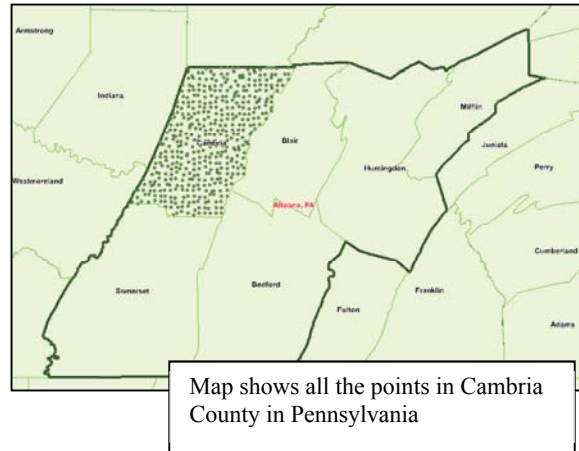 Armstrong
Indiana
Cambria
Blair
Mifflin
Juniata
Huntingdon
Perry
Westmoreland
Altoona, PA
Cumberland
Somerset
Bedford
Fulton
Franklin
Adams
Map shows all the points in Cambria
County in Pennsylvania